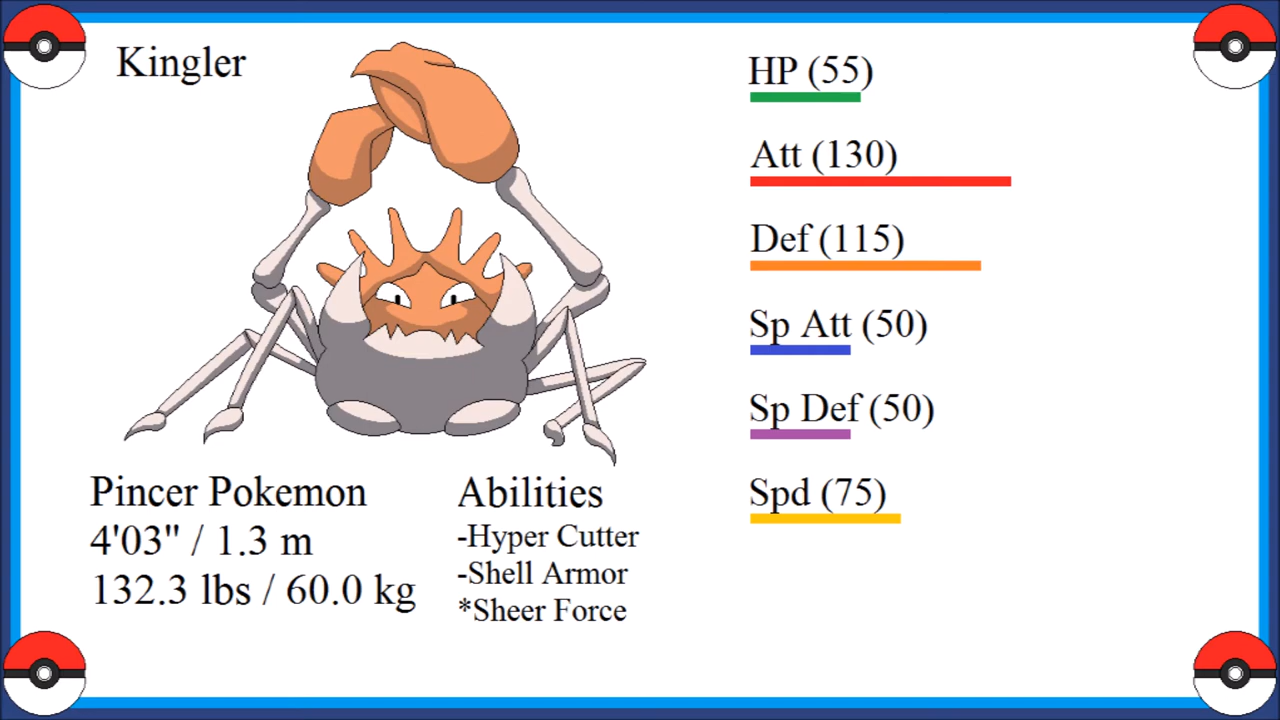 Kingler
Pincer Pokemon
4'03" / 1.3 m
132.3 lbs / 60.0 kg
Abilities
-Hyper Cutter
-Shell Armor
*Sheer Force
HP (55)
Att (130)
Def (115)
Sp Att (50)
Sp Def (50)
Spd (75)